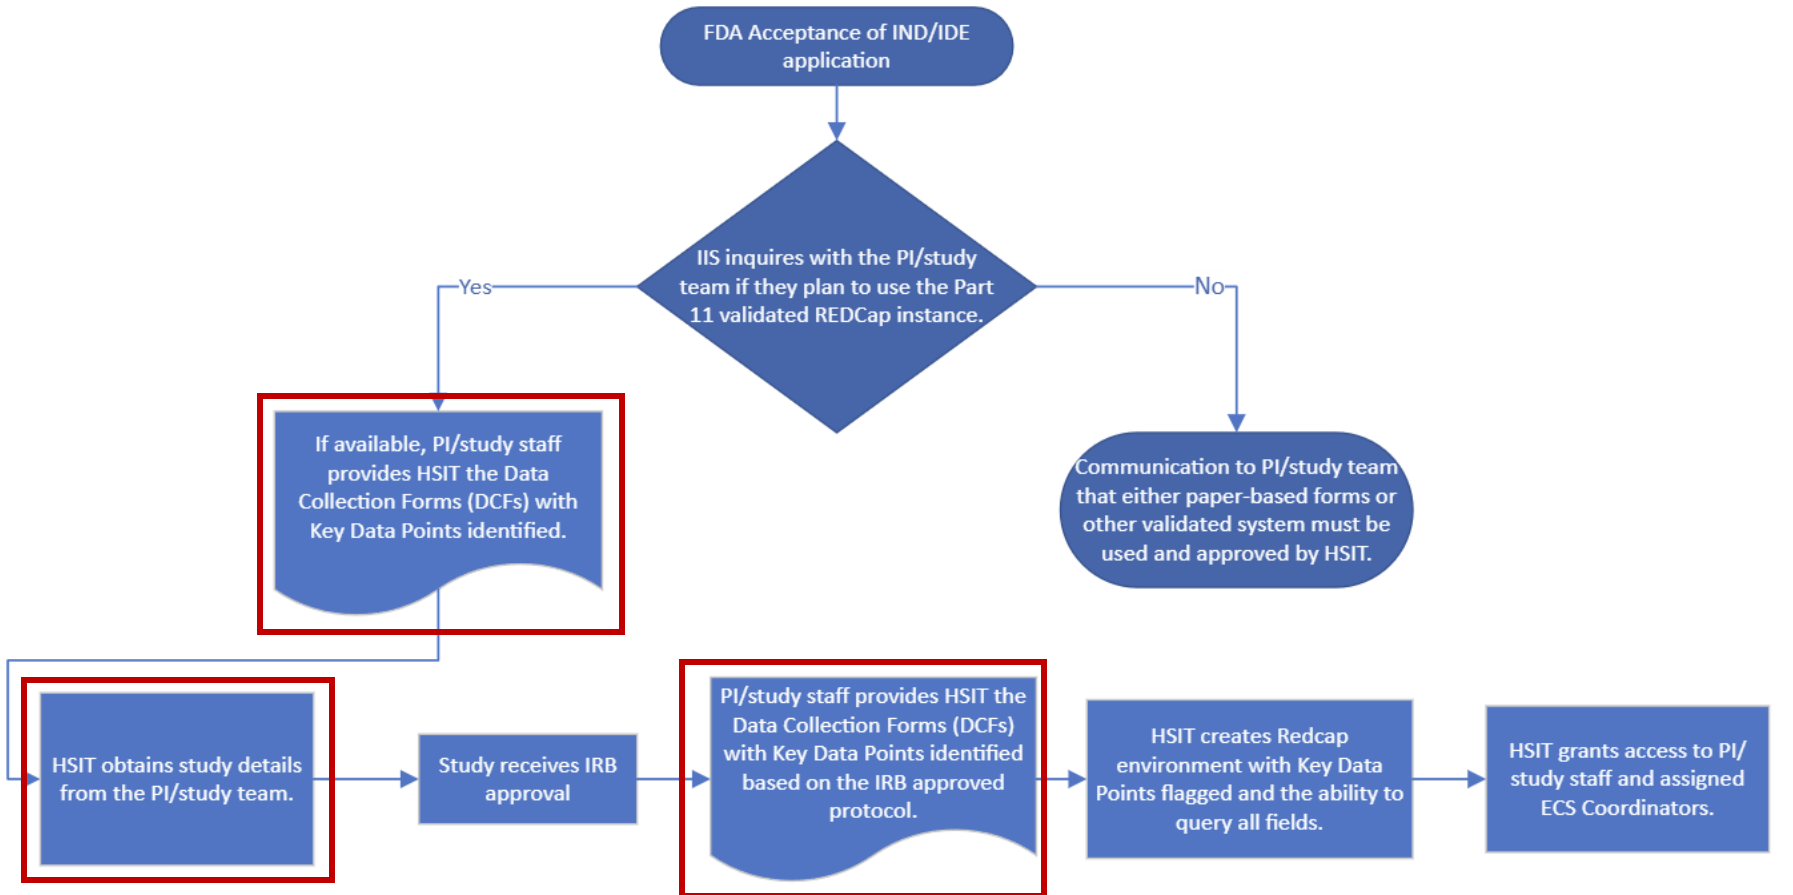 FDA Acceptance of IND/IDE
application
IIS inquires with the PI/study
team if they plan to use the Part
11 validated REDCap instance.
Yes
No
If available, PI/study staff
provides HSIT the Data
Collection Forms (DCFs) with
Key Data Points identified.
Communication to PI/study team
that either paper-based forms or
other validated system must be
used and approved by HSIT.
HSIT obtains study details
from the PI/study team.
Study receives IRB
approval
PI/study staff provides HSIT the
Data Collection Forms (DCFs)
with Key Data Points identified
based on the IRB approved
protocol.
HSIT creates Redcap
environment with Key Data
Points flagged and the ability to
query all fields.
HSIT grants access to PI/
study staff and assigned
ECS Coordinators.